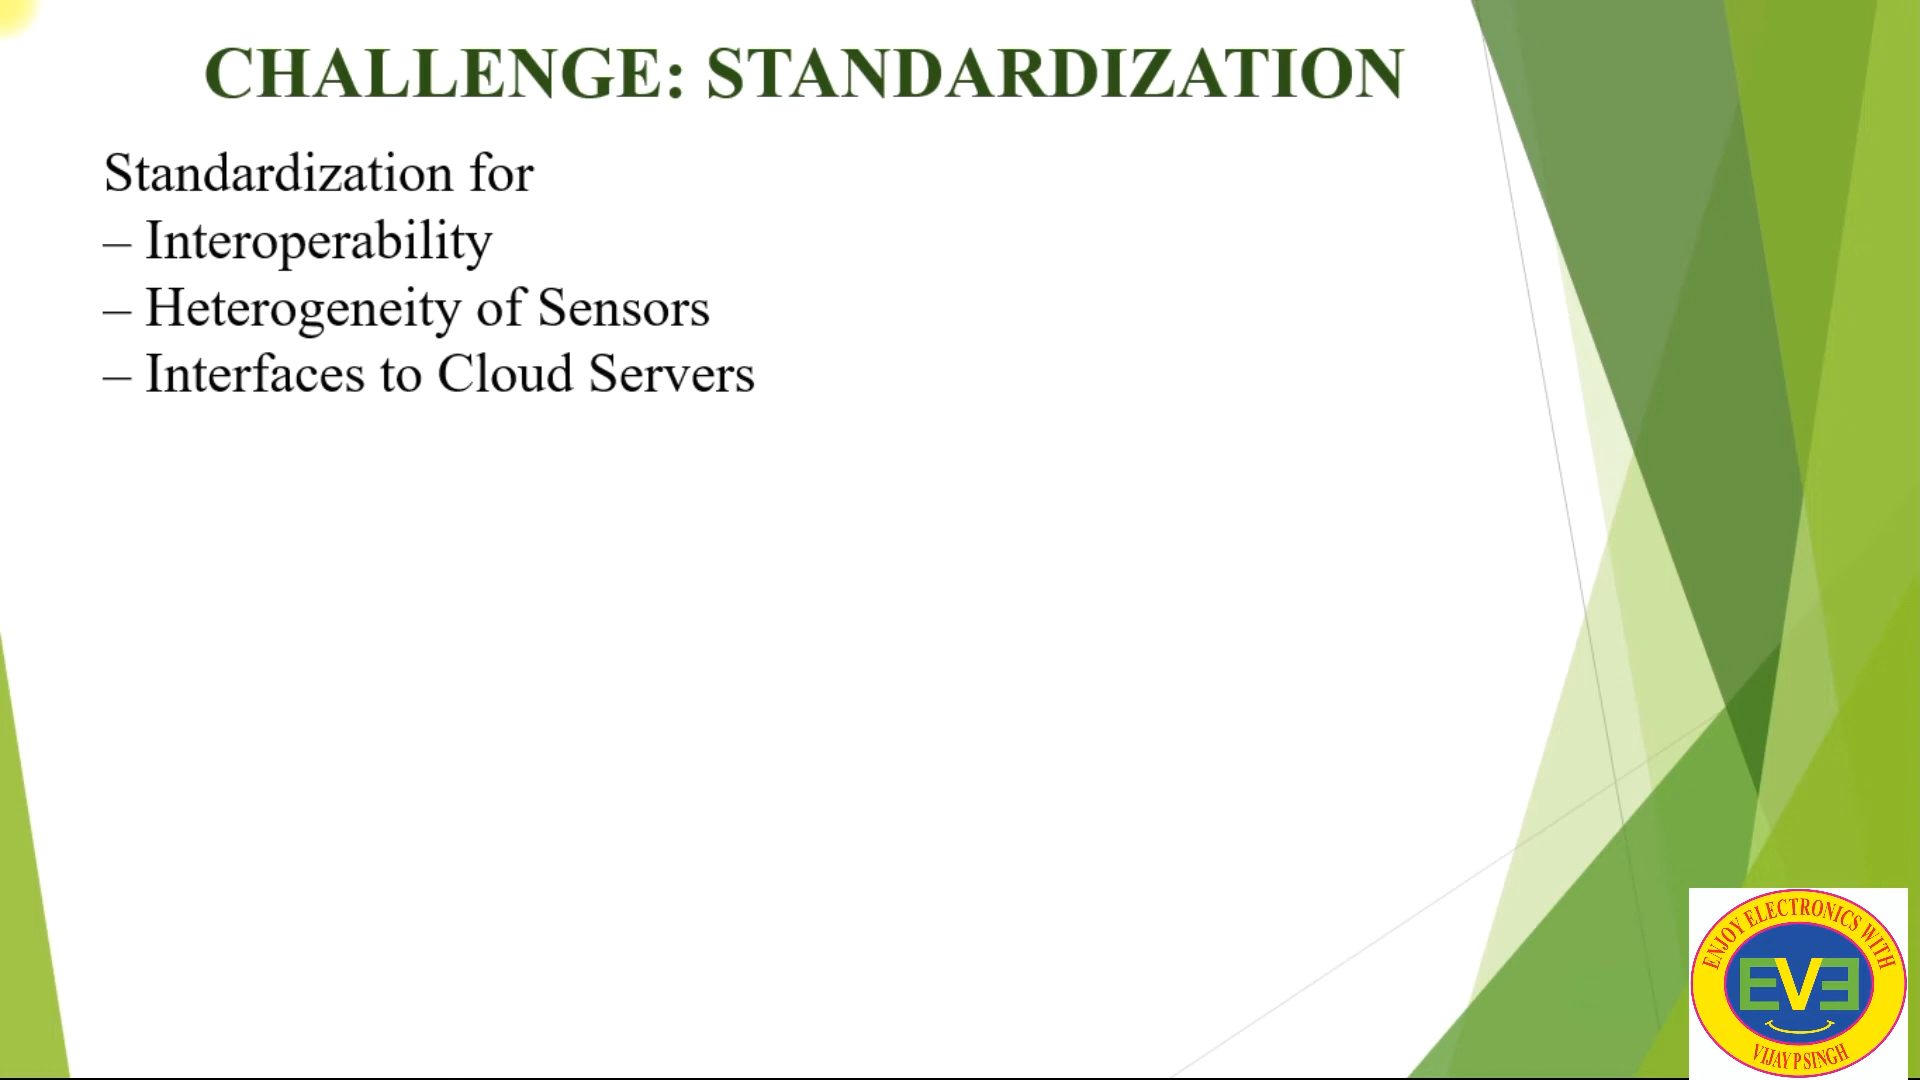 CHALLENGE: STANDARDIZATION
Standardization for
– Interoperability
– Heterogeneity of Sensors
– Interfaces to Cloud Servers
ENJOY ELECTRONICS WITH
EVE
VIJAY P SINGH